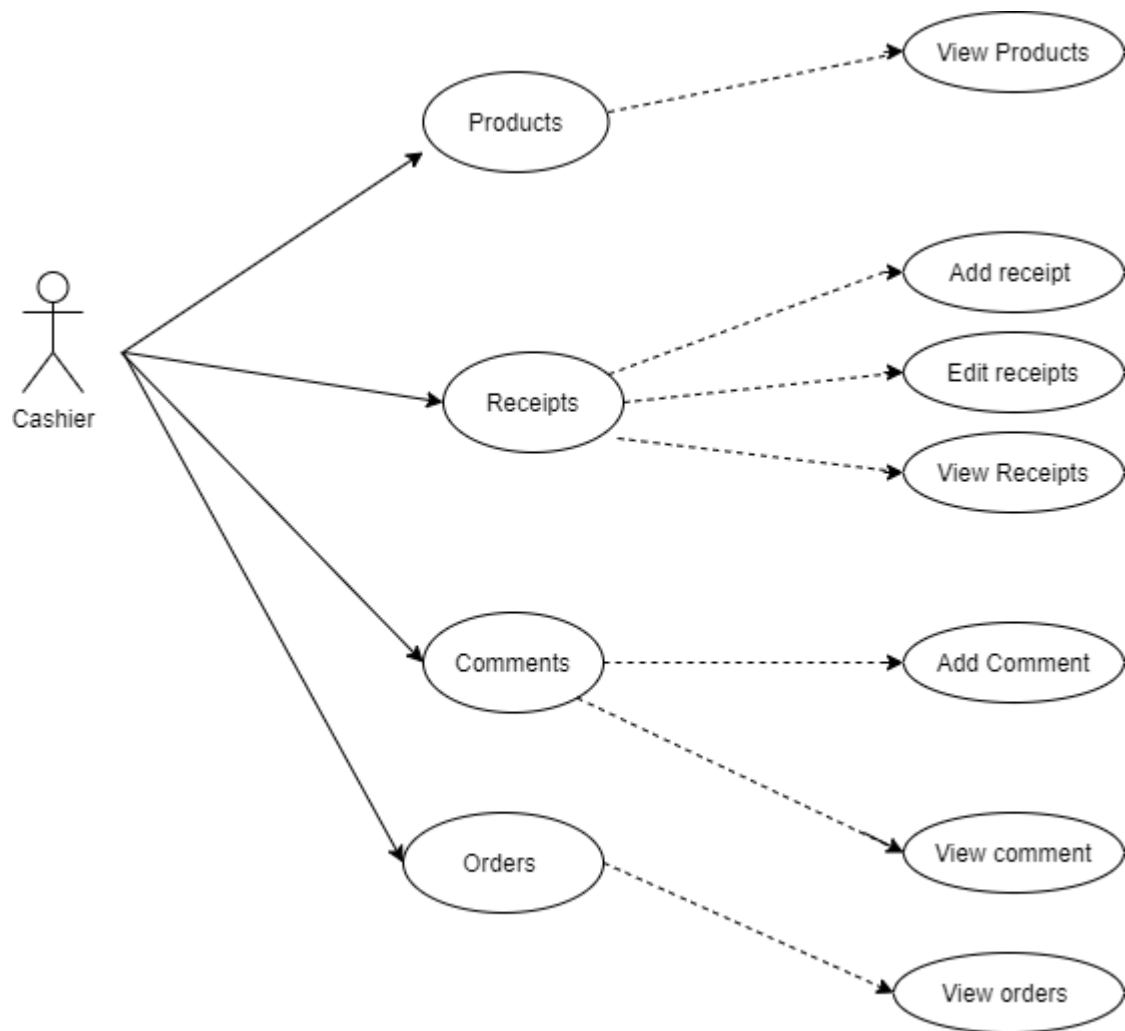 View Products
Products
Add receipt
Edit receipts
Receipts
Cashier
View Receipts
Comments
Add Comment
View comment
Orders
View orders